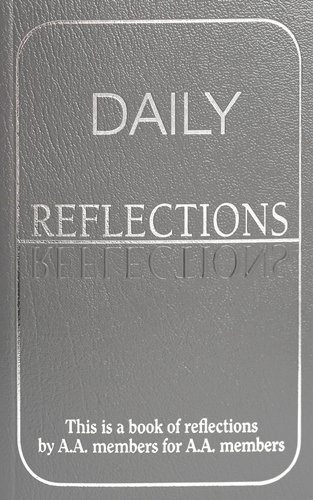 DAILY
REFLECTIONS
REFLECTIONS
This is a book of reflections
by A.A. members for A.A. members